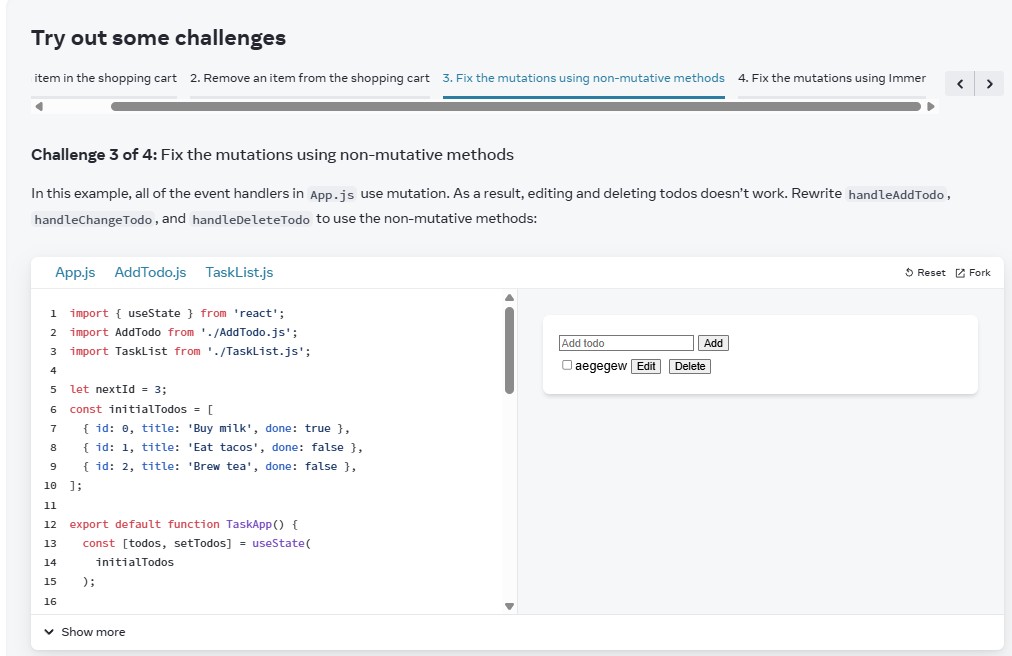 Try out some challenges
item in the shopping cart 2. Remove an item from the shopping cart 3. Fix the mutations using non-mutative methods 4. Fix the mutations using Immer
Challenge 3 of 4: Fix the mutations using non-mutative methods
In this example, all of the event handlers in App.js use mutation. As a result, editing and deleting todos doesn’t work. Rewrite handleAddTodo,
handleChangeTodo, and handleDeleteTodo to use the non-mutative methods:
App.js AddTodo.js TaskList.js Reset Fork
1 import { useState } from 'react';
2 import AddTodo from './AddTodo.js';
3 import TaskList from './TaskList.js';
4
5 let nextId = 3;
6 const initialTodos = [
7 { id: 0, title: 'Buy milk', done: true },
8 { id: 1, title: 'Eat tacos', done: false },
9 { id: 2, title: 'Brew tea', done: false },
10 ];
11
12 export default function TaskApp() {
13 const [todos, setTodos] = useState(
14 initialTodos
15 );
16
Add todo Add
aegegew Edit Delete
Show more